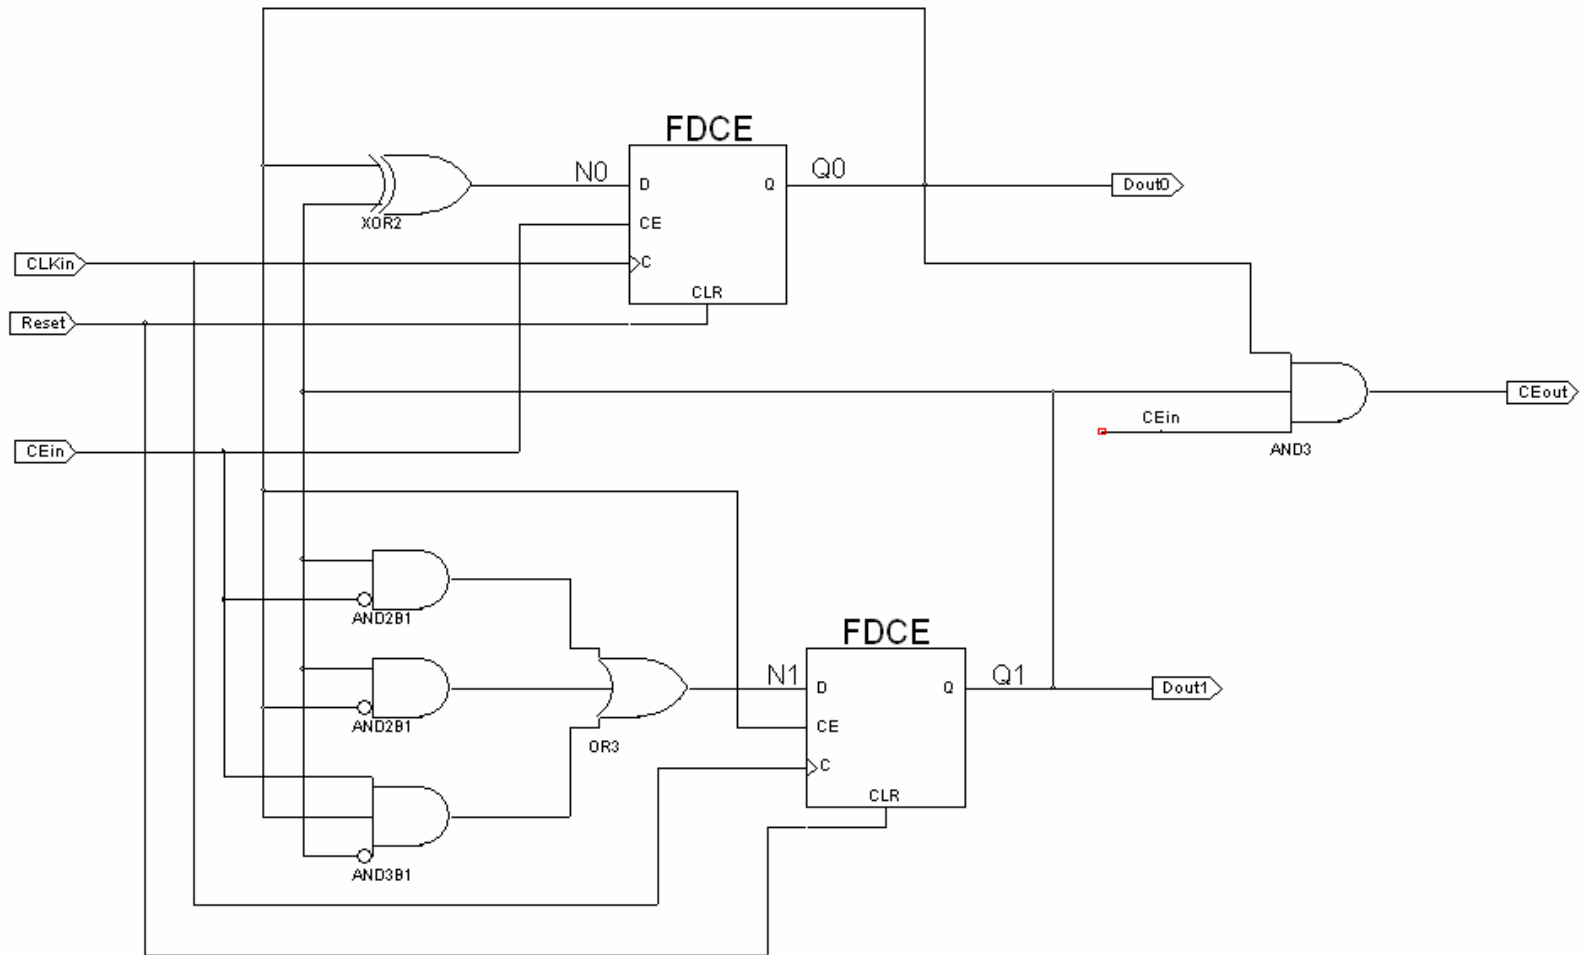 FDCE
N0
Q0
D
Q
Dout0
XOR2
CE
CLKin
C
CLR
Reset
CEout
CEin
CEin
AND3
AND2B1
FDCE
N1
Q1
D
Q
Dout1
AND2B1
CE
OR3
C
CLR
AND3B1